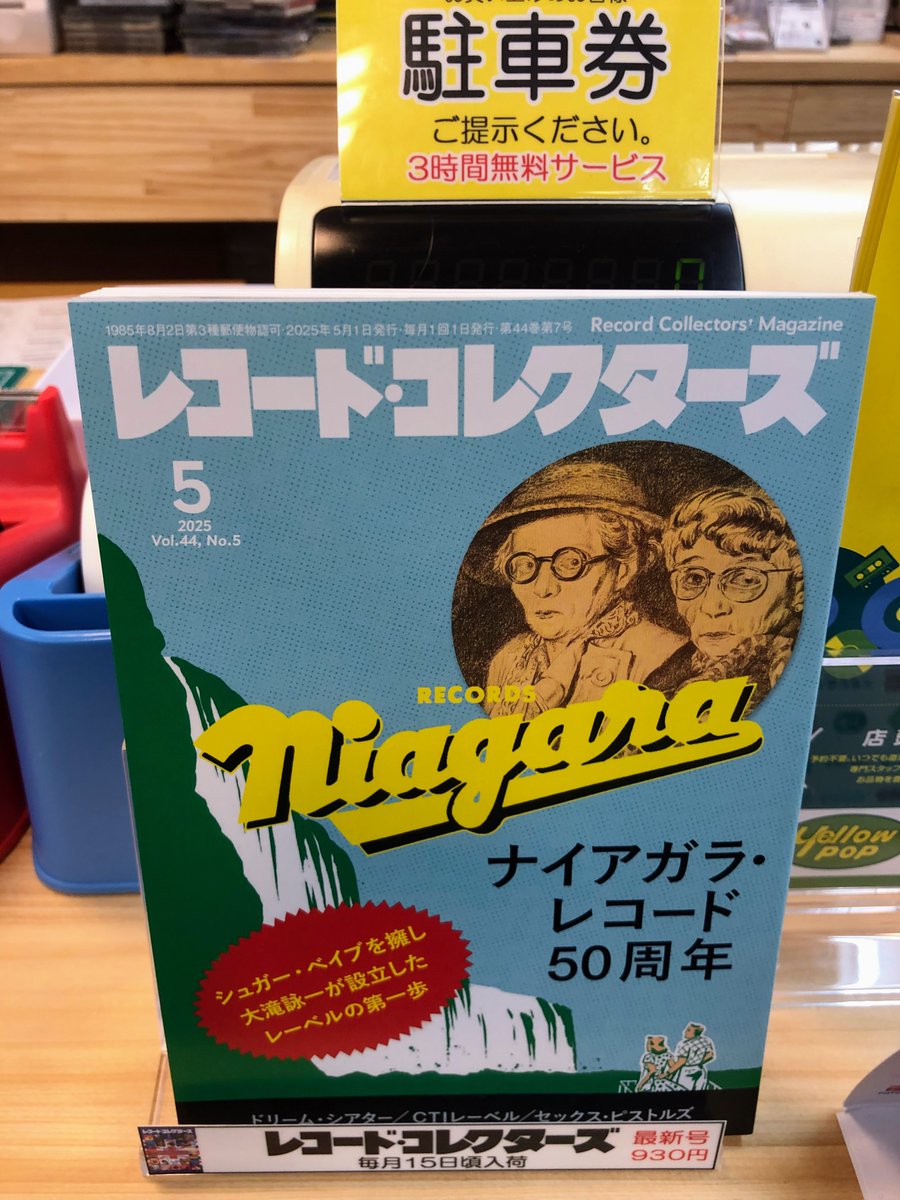 駐車券
ご提示ください。
3時間無料サービス
1985年8月2日第3種郵便物認可・2025年5月1日発行・毎月1回1日発行・第44巻第7号
Record Collectors' Magazine
レコード・コレクターズ
5
2025
Vol.44, No.5
RECORDS
Niagara
ナイアガラ・
レコード
50周年
シュガー・ベイブを擁し
大滝詠一が設立した
レーベルの第一歩
ドリーム・シアター/CTIレーベル/セックス・ピストルズ
レコード・コレクターズ
最新号
930円
毎月15日頃入荷
Yellow
pop